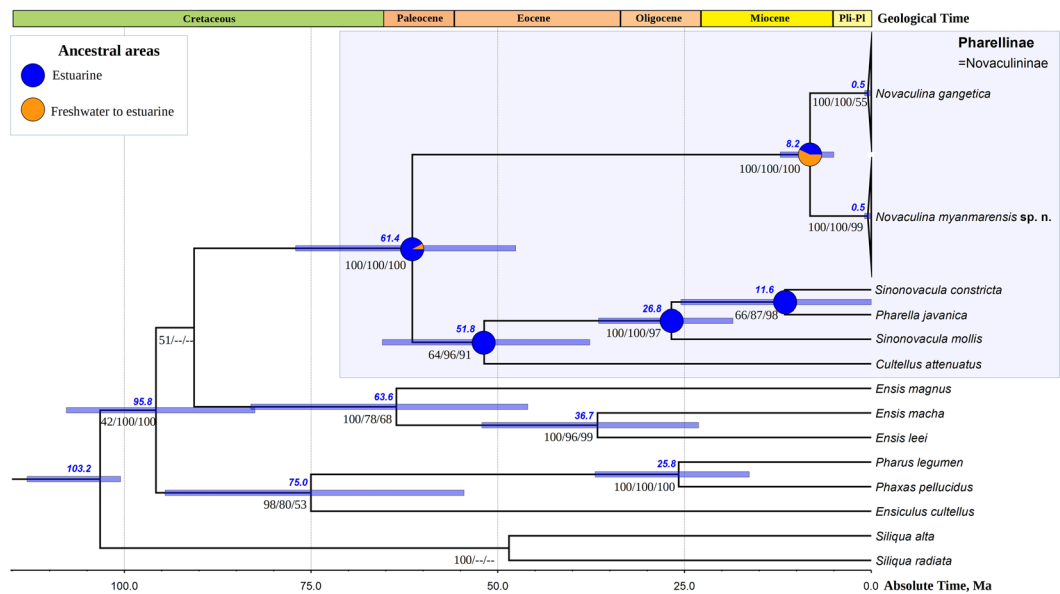 Cretaceous Paleocene Eocene Oligocene Miocene Pli-Pl Geological Time
Ancestral areas
Estuarine
Freshwater to estuarine
Pharellinae
=Novaculininae
0.5
100/100/55
Novaculina gangetica
8.2
100/100/100
0.5
100/100/99
Novaculina myanmarensis sp. n.
61.4
100/100/100
11.6
66/87/98
Sinonovacula constricta
Pharella javanica
26.8
100/100/97
Sinonovacula mollis
51.8
64/96/91
Cultellus attenuatus
51/--/--
Ensis magnus
63.6
100/78/68
95.8
42/100/100
36.7
100/96/99
Ensis macha
Ensis leei
103.2
25.8
100/100/100
Pharus legumen
Phaxas pellucidus
75.0
98/80/53
Ensiculus cultellus
Siliqua alta
100/--/--
Siliqua radiata
100.0 75.0 50.0 25.0 0.0 Absolute Time, Ma